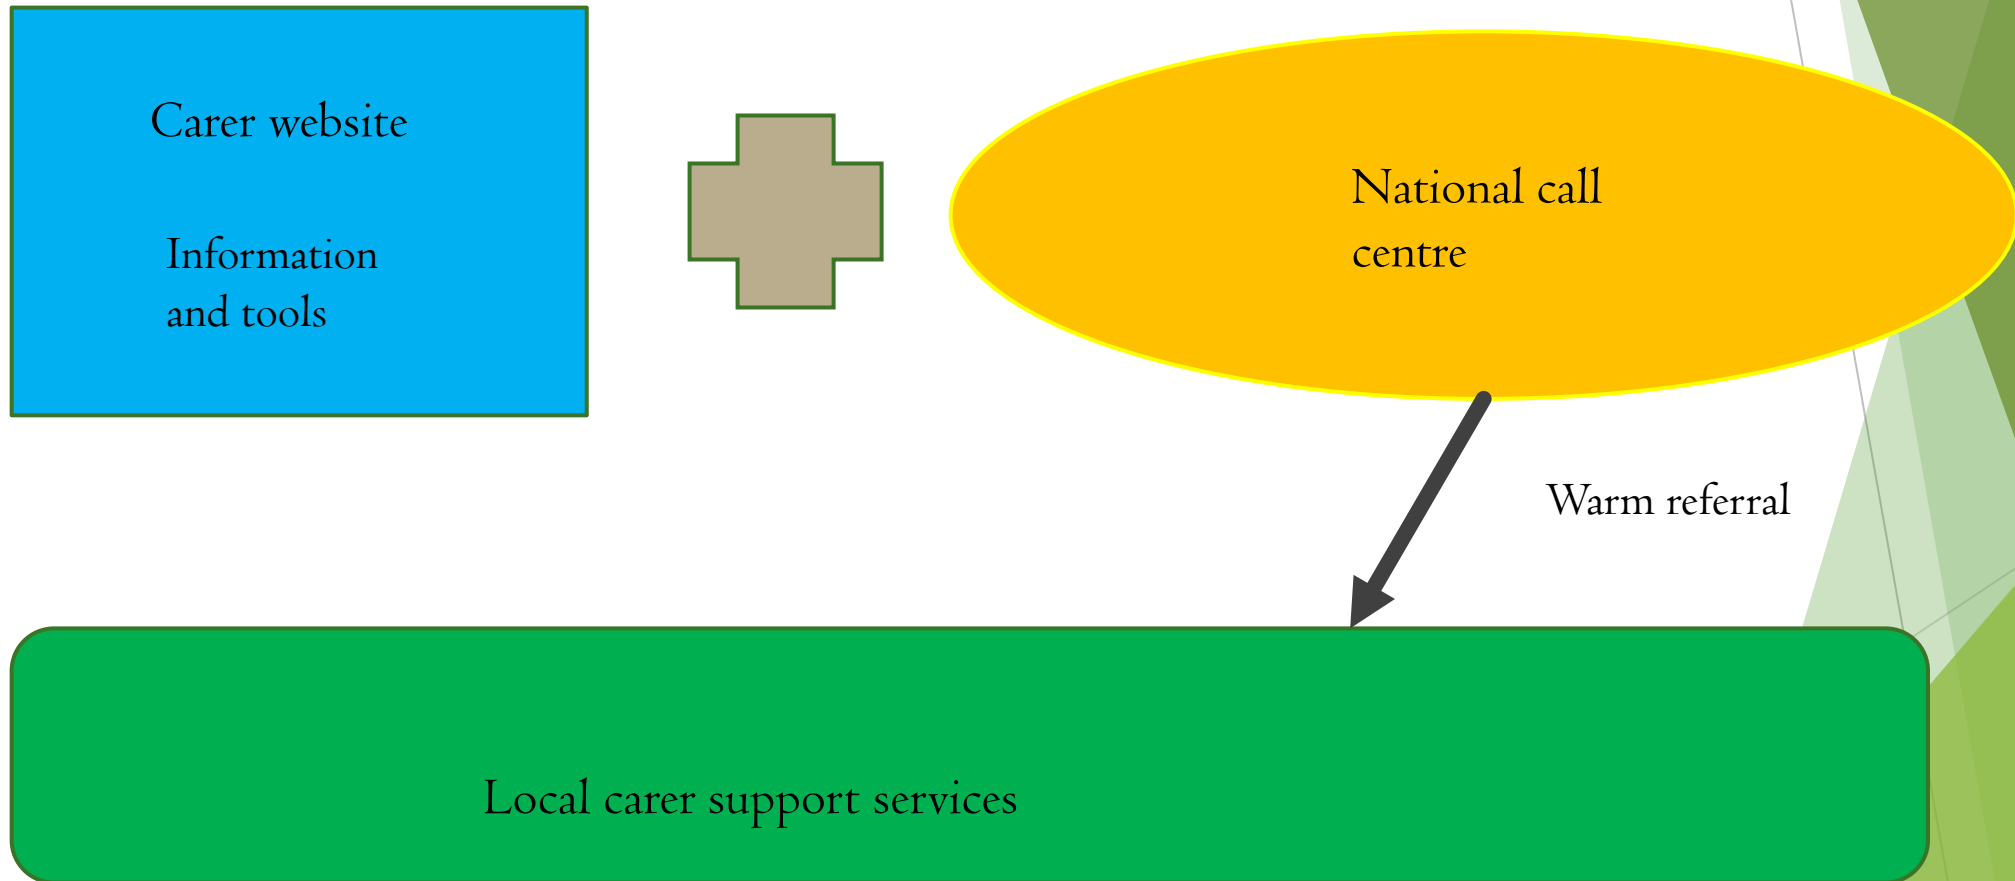 Carer website
Information
and tools
National call
centre
Warm referral
Local carer support services